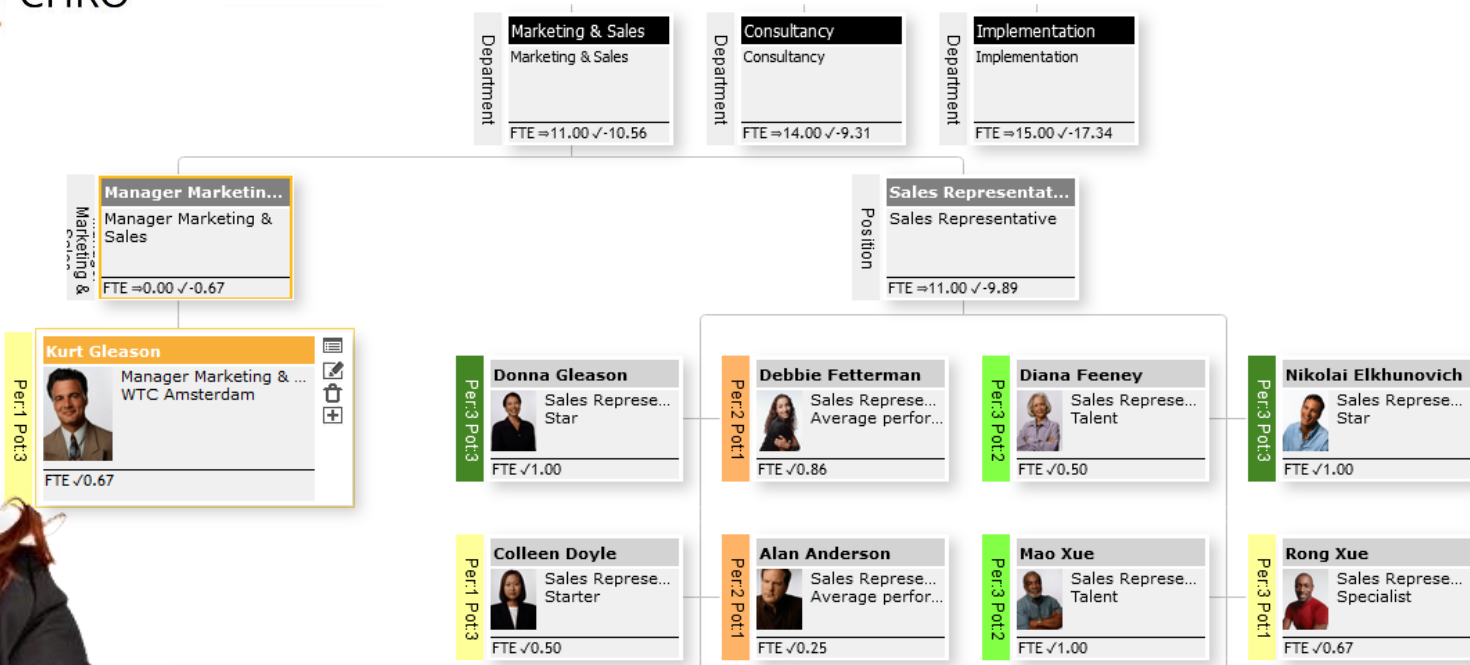 CHRO
Department
Marketing & Sales
Marketing & Sales
FTE ⇒11.00 ✓-10.56
Department
Consultancy
Consultancy
FTE ⇒14.00 ✓-9.31
Department
Implementation
Implementation
FTE ⇒15.00 ✓-17.34
Marketing &
Manager Marketin...
Manager Marketing &
Sales
FTE ⇒0.00 ✓-0.67
Position
Sales Representat...
Sales Representative
FTE ⇒11.00 ✓-9.89
Per:1 Pot:3
Kurt Gleason
Manager Marketing & ...
WTC Amsterdam
FTE ✓0.67
Per:3 Pot:3
Donna Gleason
Sales Represe...
Star
FTE ✓1.00
Per:2 Pot:1
Debbie Fetterman
Sales Represe...
Average perfor...
FTE ✓0.86
Per:3 Pot:2
Diana Feeney
Sales Represe...
Talent
FTE ✓0.50
Per:3 Pot:3
Nikolai Elkhunovich
Sales Represe...
Star
FTE ✓1.00
Per:1 Pot:3
Colleen Doyle
Sales Represe...
Starter
FTE ✓0.50
Per:2 Pot:1
Alan Anderson
Sales Represe...
Average perfor...
FTE ✓0.25
Per:3 Pot:2
Mao Xue
Sales Represe...
Talent
FTE ✓1.00
Per:3 Pot:1
Rong Xue
Sales Represe...
Specialist
FTE ✓0.67